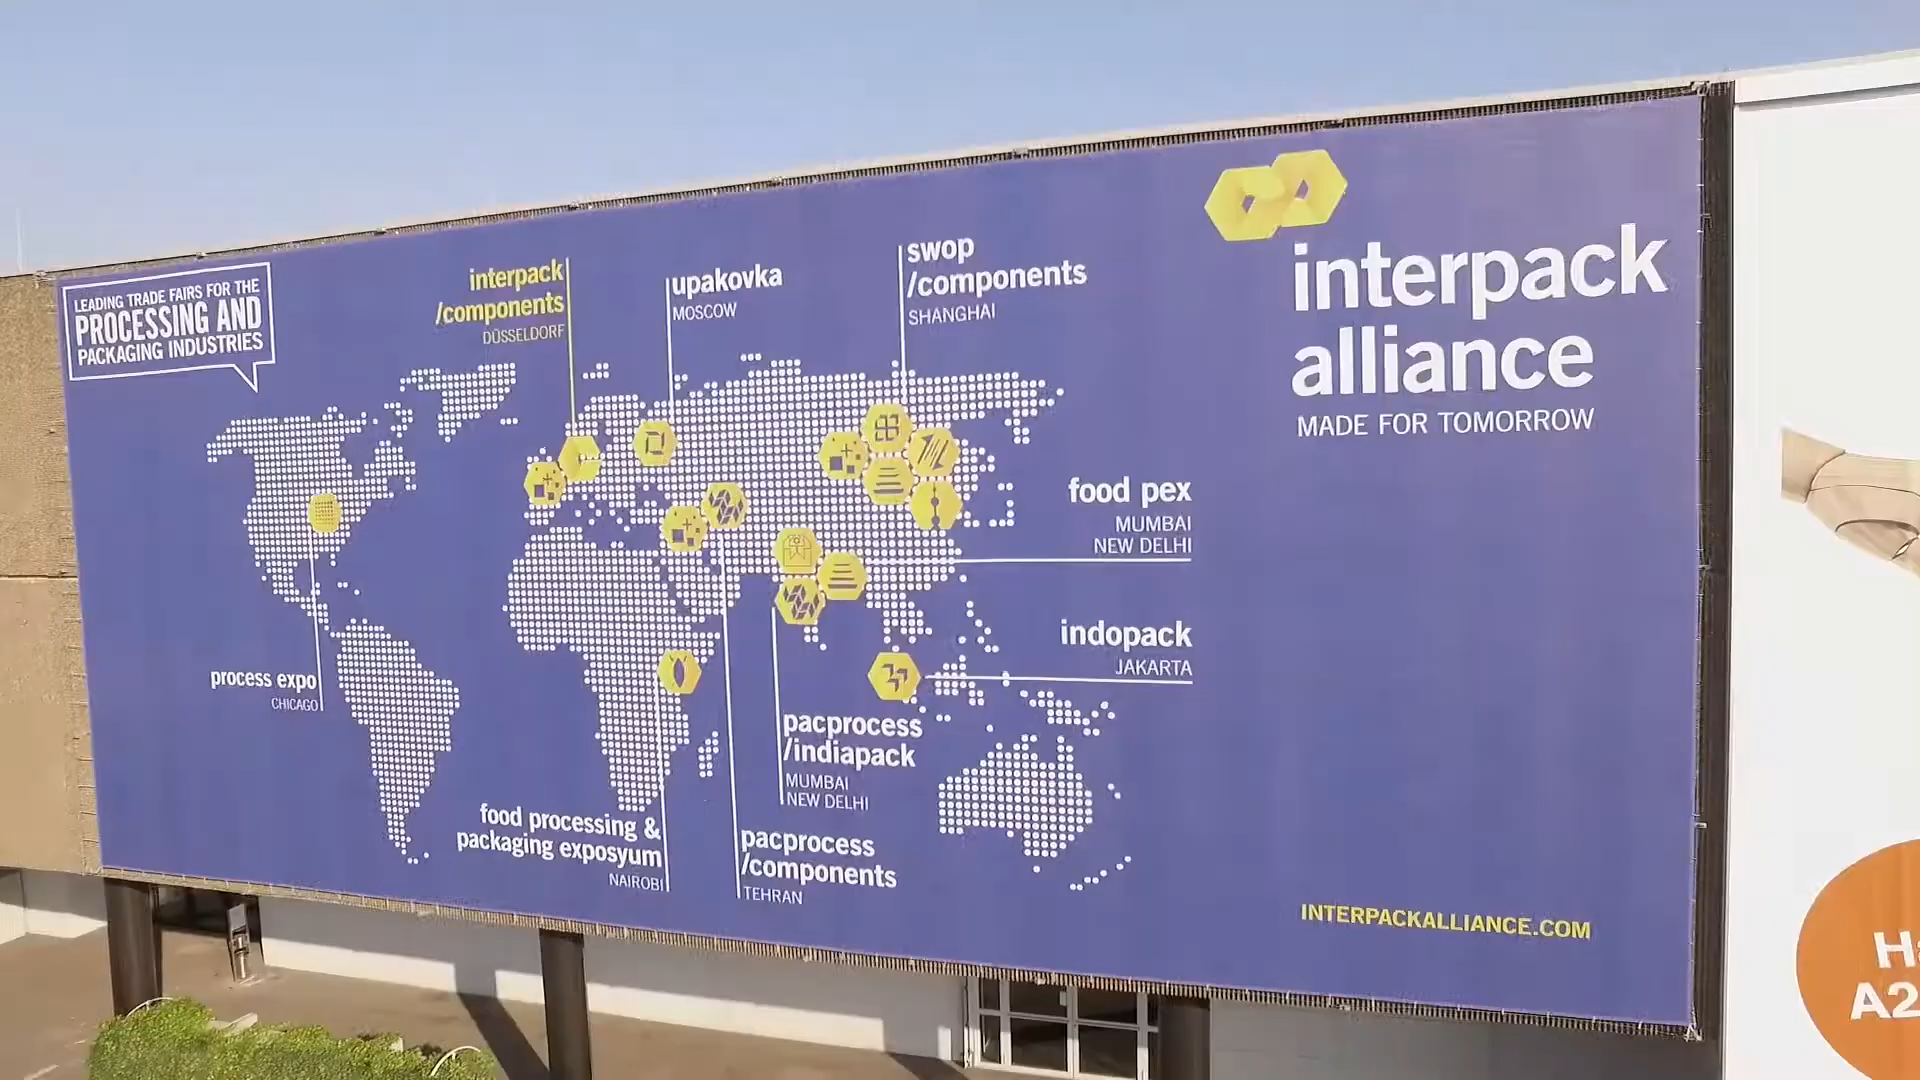 LEADING TRADE FAIRS FOR THE
PROCESSING AND
PACKAGING INDUSTRIES
interpack
/components
DÜSSELDORF
upakovka
MOSCOW
swop
/components
SHANGHAI
interpack
alliance
MADE FOR TOMORROW
food pex
MUMBAI
NEW DELHI
indopack
JAKARTA
process expo
CHICAGO
pacprocess
/indiapack
MUMBAI
NEW DELHI
food processing &
packaging exposyum
NAIROBI
pacprocess
/components
TEHRAN
INTERPACKALLIANCE.COM